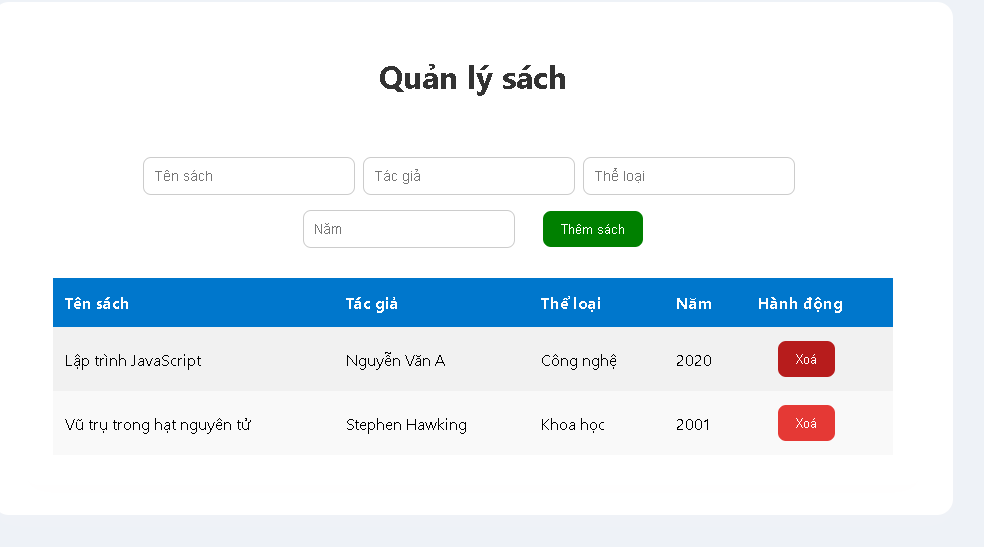 Quản lý sách
Tên sách Tác giả Thể loại
Năm Thêm sách
Tên sách Tác giả Thể loại Năm Hành động
Lập trình JavaScript Nguyễn Văn A Công nghệ 2020 Xoá
Vũ trụ trong hạt nguyên tử Stephen Hawking Khoa học 2001 Xoá